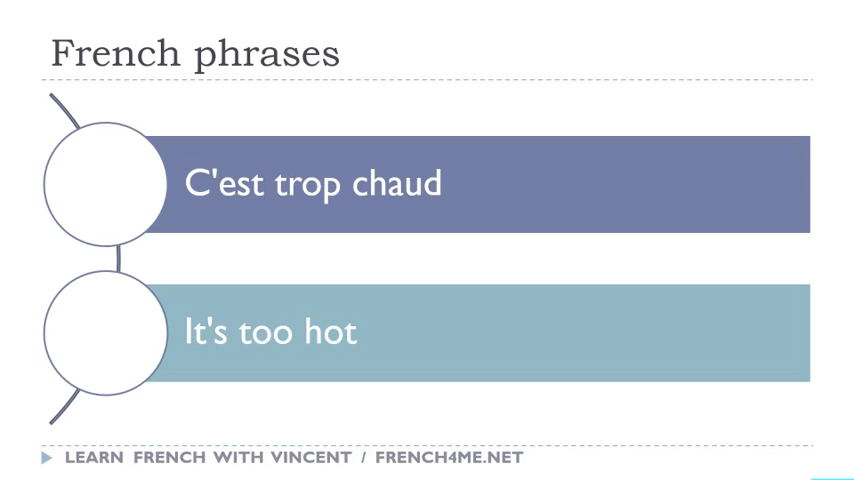 French phrases
C'est trop chaud
It's too hot
LEARN FRENCH WITH VINCENT / FRENCH4ME.NET